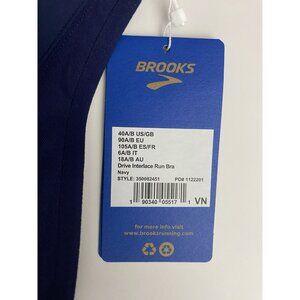 BROOKS
40A/B US/GB
90A/B EU
105A/B ES/FR
6A/B IT
18A/B AU
Drive Interlace Run Bra
Navy
STYLE: 350082451 PO# 1122201
1 90340 05517 1 VN
for more info visit
www.brooksrunning.com